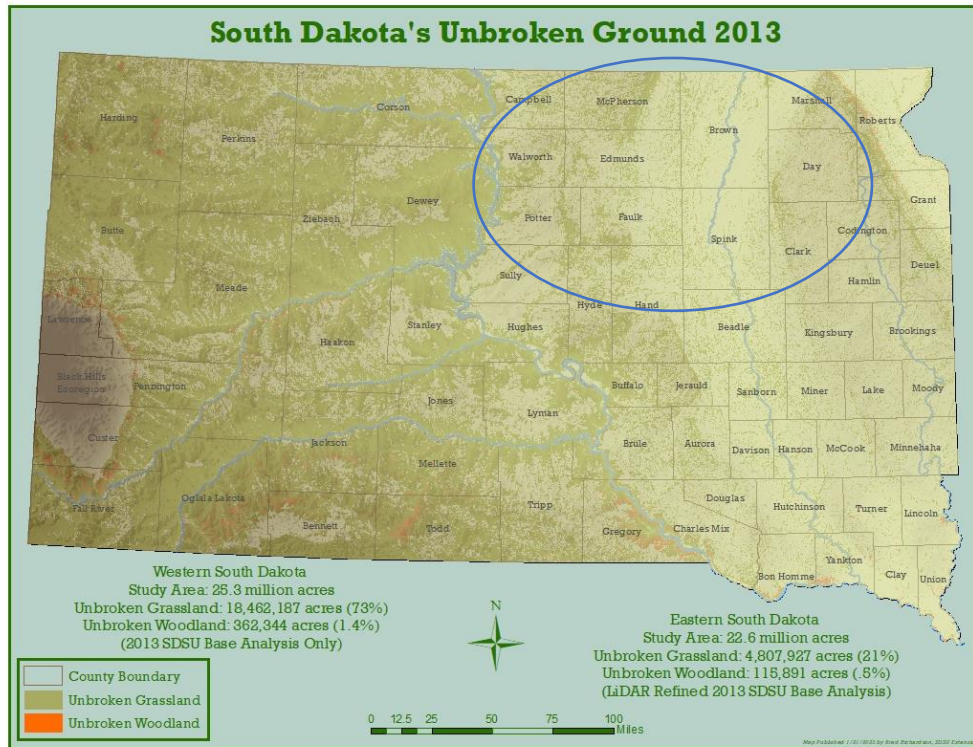 South Dakota's Unbroken Ground 2013
Harding
Perkins
Corson
Campbell
McPherson
Brown
Marshall
Roberts
Walworth
Edmunds
Day
Dewey
Ziebach
Butte
Potter
Faulk
Spink
Grant
Codington
Clark
Deuel
Hamlin
Meade
Sully
Hyde
Hand
Lawrence
Stanley
Hughes
Haakon
Beadle
Kingsbury
Brookings
Black Hills
Ecoregion
Pennington
Jones
Lyman
Buffalo
Jerauld
Sanborn
Miner
Lake
Moody
Custer
Jackson
Mellette
Brule
Aurora
Davison
Hanson
McCook
Minnehaha
Fall River
Oglala Lakota
Bennett
Todd
Tripp
Gregory
Charles Mix
Douglas
Hutchinson
Turner
Lincoln
Bon Homme
Yankton
Clay
Union
Western South Dakota
Study Area: 25.3 million acres
Unbroken Grassland: 18,462,187 acres (73%)
Unbroken Woodland: 362,344 acres (1.4%)
(2013 SDSU Base Analysis Only)
N
Eastern South Dakota
Study Area: 22.6 million acres
Unbroken Grassland: 4,807,927 acres (21%)
Unbroken Woodland: 115,891 acres (.5%)
(LiDAR Refined 2013 SDSU Base Analysis)
County Boundary
Unbroken Grassland
Unbroken Woodland
0 12.5 25 50 75 100
Miles